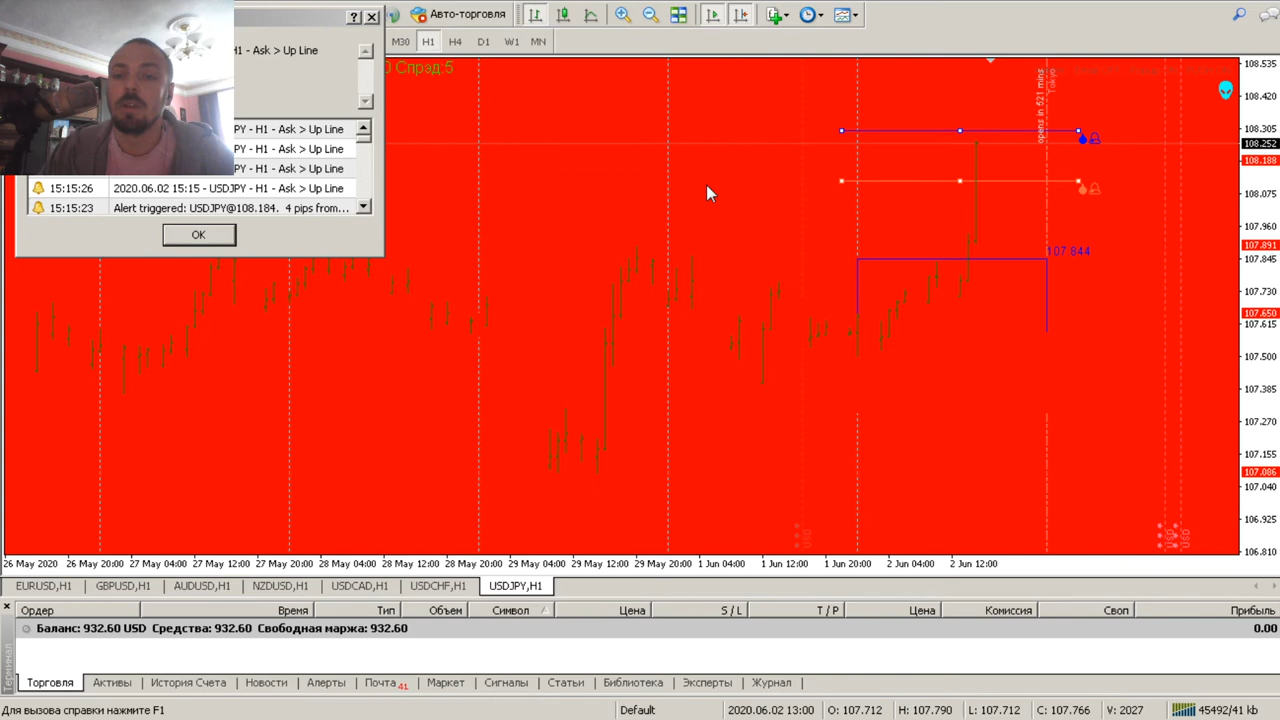 Авто-торговля
M30 H1 H4 D1 W1 MN
H1 - Ask > Up Line
PY - H1 - Ask > Up Line
PY - H1 - Ask > Up Line
PY - H1 - Ask > Up Line
15:15:26 2020.06.02 15:15 - USDJPY - H1 - Ask > Up Line
15:15:23 Alert triggered: USDJPY@108.184. 4 pips from...
OK
Спрэд:5
opens in 521 mins
Tokyo
107.844
108.535
108.420
108.305
108.252
108.188
108.075
107.960
107.891
107.845
107.730
107.650
107.615
107.500
107.385
107.270
107.155
107.086
107.040
106.925
106.810
USD
USD
USD
26 May 2020 26 May 20:00 27 May 04:00 27 May 12:00 27 May 20:00 28 May 04:00 28 May 12:00 28 May 20:00 29 May 04:00 29 May 12:00 29 May 20:00 1 Jun 04:00 1 Jun 12:00 1 Jun 20:00 2 Jun 04:00 2 Jun 12:00
EURUSD,H1 GBPUSD,H1 AUDUSD,H1 NZDUSD,H1 USDCAD,H1 USDCHF,H1 USDJPY,H1
Ордер Время Тип Объем Символ Цена S / L T / P Цена Комиссия Своп Прибыль
Баланс: 932.60 USD Средства: 932.60 Свободная маржа: 932.60 0.00
Терминал
Торговля Активы История Счета Новости Алерты Почта 41 Маркет Сигналы Статьи Библиотека Эксперты Журнал
Для вызова справки нажмите F1 Default 2020.06.02 13:00 O: 107.712 H: 107.790 L: 107.712 C: 107.766 V: 2027 45492/41 kb